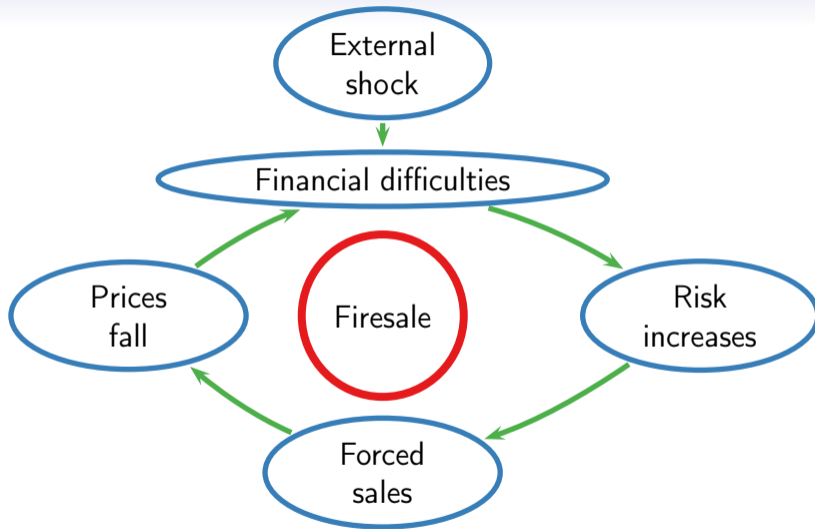 External
shock
Financial difficulties
Prices
fall
Firesale
Risk
increases
Forced
sales